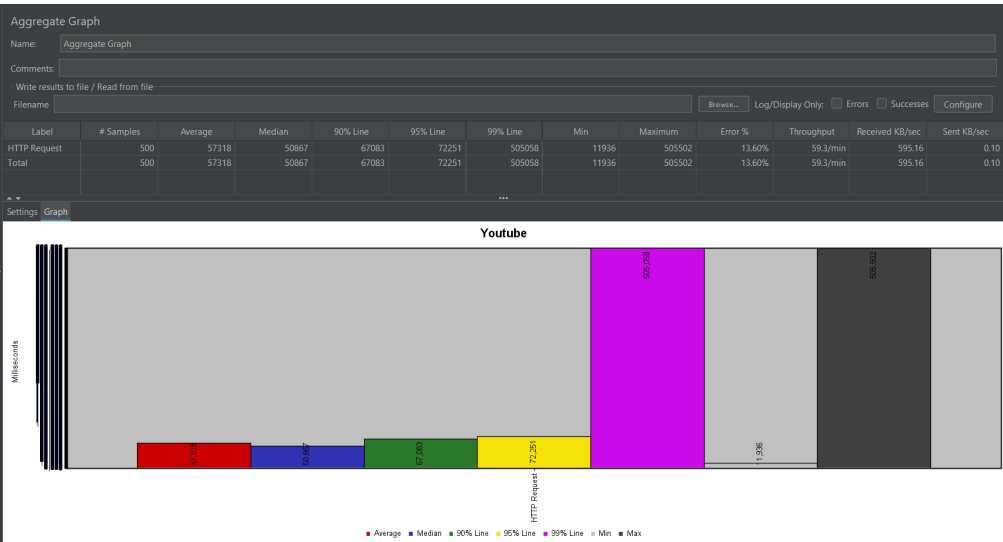 Aggregate Graph
Name: Aggregate Graph
Comments:
Write results to file / Read from file
Filename Browse... Log/Display Only: Errors Successes Configure
Label # Samples Average Median 90% Line 95% Line 99% Line Min Maximum Error % Throughput Received KB/sec Sent KB/sec
HTTP Request 500 57318 50867 67083 72251 505058 11936 505502 13.60% 59.3/min 595.16 0.10
Total 500 57318 50867 67083 72251 505058 11936 505502 13.60% 59.3/min 595.16 0.10
Settings Graph
Youtube
Milliseconds
57,318
50,867
67,083
72,251
505,058
11,936
505,502
HTTP Request -
Average Median 90% Line 95% Line 99% Line Min Max